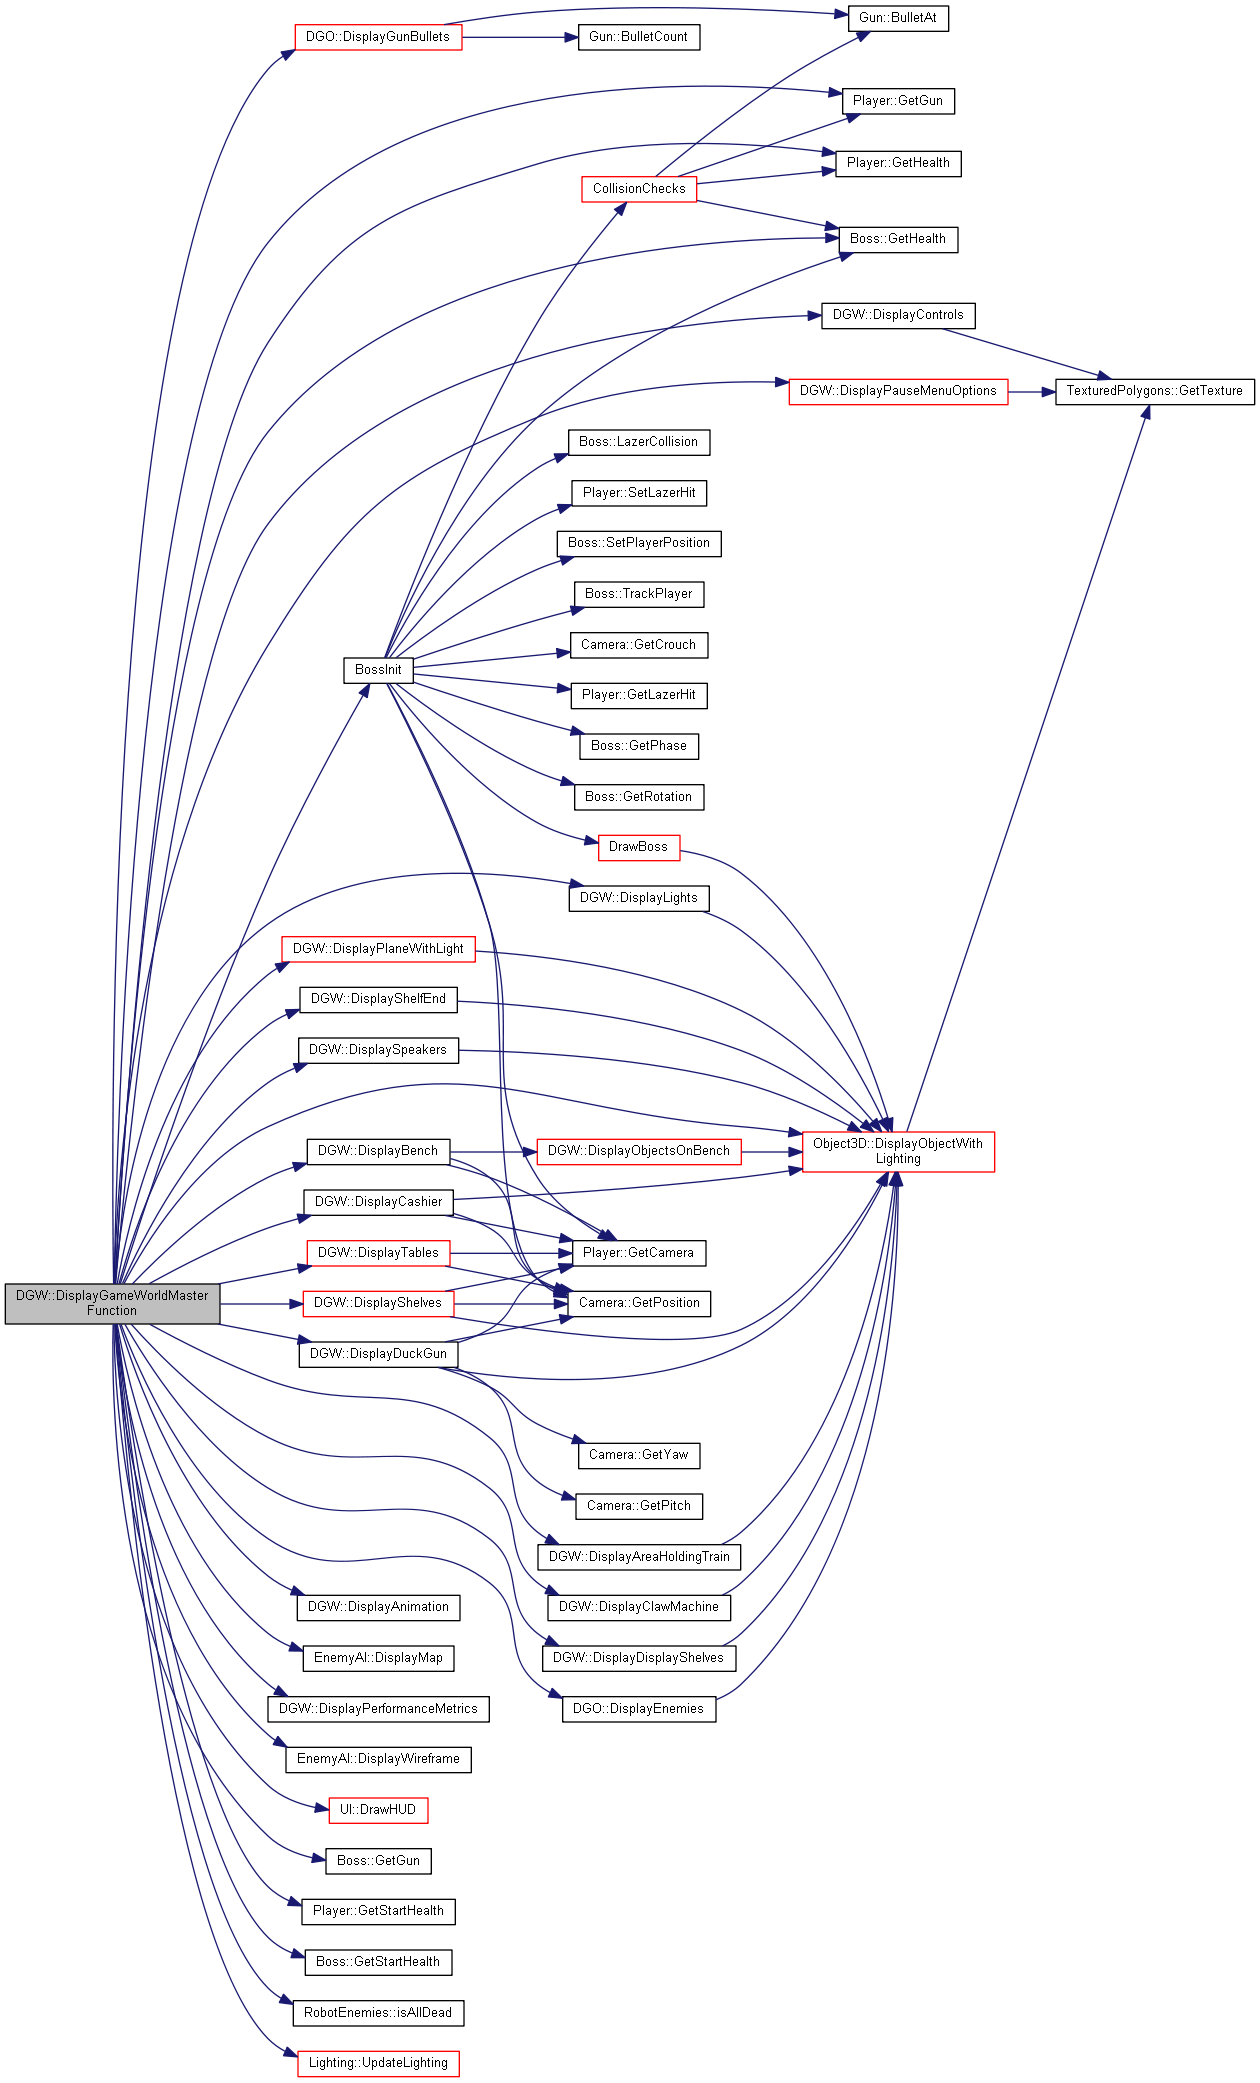 Gun::BulletAt
DGO::DisplayGunBullets
Gun::BulletCount
Player::GetGun
Player::GetHealth
CollisionChecks
Boss::GetHealth
DGW::DisplayControls
DGW::DisplayPauseMenuOptions
TexturedPolygons::GetTexture
Boss::LazerCollision
Player::SetLazerHit
Boss::SetPlayerPosition
Boss::TrackPlayer
Camera::GetCrouch
BossInit
Player::GetLazerHit
Boss::GetPhase
Boss::GetRotation
DrawBoss
DGW::DisplayLights
DGW::DisplayPlaneWithLight
DGW::DisplayShelfEnd
DGW::DisplaySpeakers
Object3D::DisplayObjectWith
Lighting
DGW::DisplayBench
DGW::DisplayObjectsOnBench
DGW::DisplayCashier
DGW::DisplayTables
Player::GetCamera
DGW::DisplayGameWorldMaster
Function
DGW::DisplayShelves
Camera::GetPosition
DGW::DisplayDuckGun
Camera::GetYaw
Camera::GetPitch
DGW::DisplayAreaHoldingTrain
DGW::DisplayAnimation
DGW::DisplayClawMachine
EnemyAI::DisplayMap
DGW::DisplayDisplayShelves
DGW::DisplayPerformanceMetrics
DGO::DisplayEnemies
EnemyAI::DisplayWireframe
UI::DrawHUD
Boss::GetGun
Player::GetStartHealth
Boss::GetStartHealth
RobotEnemies::isAllDead
Lighting::UpdateLighting